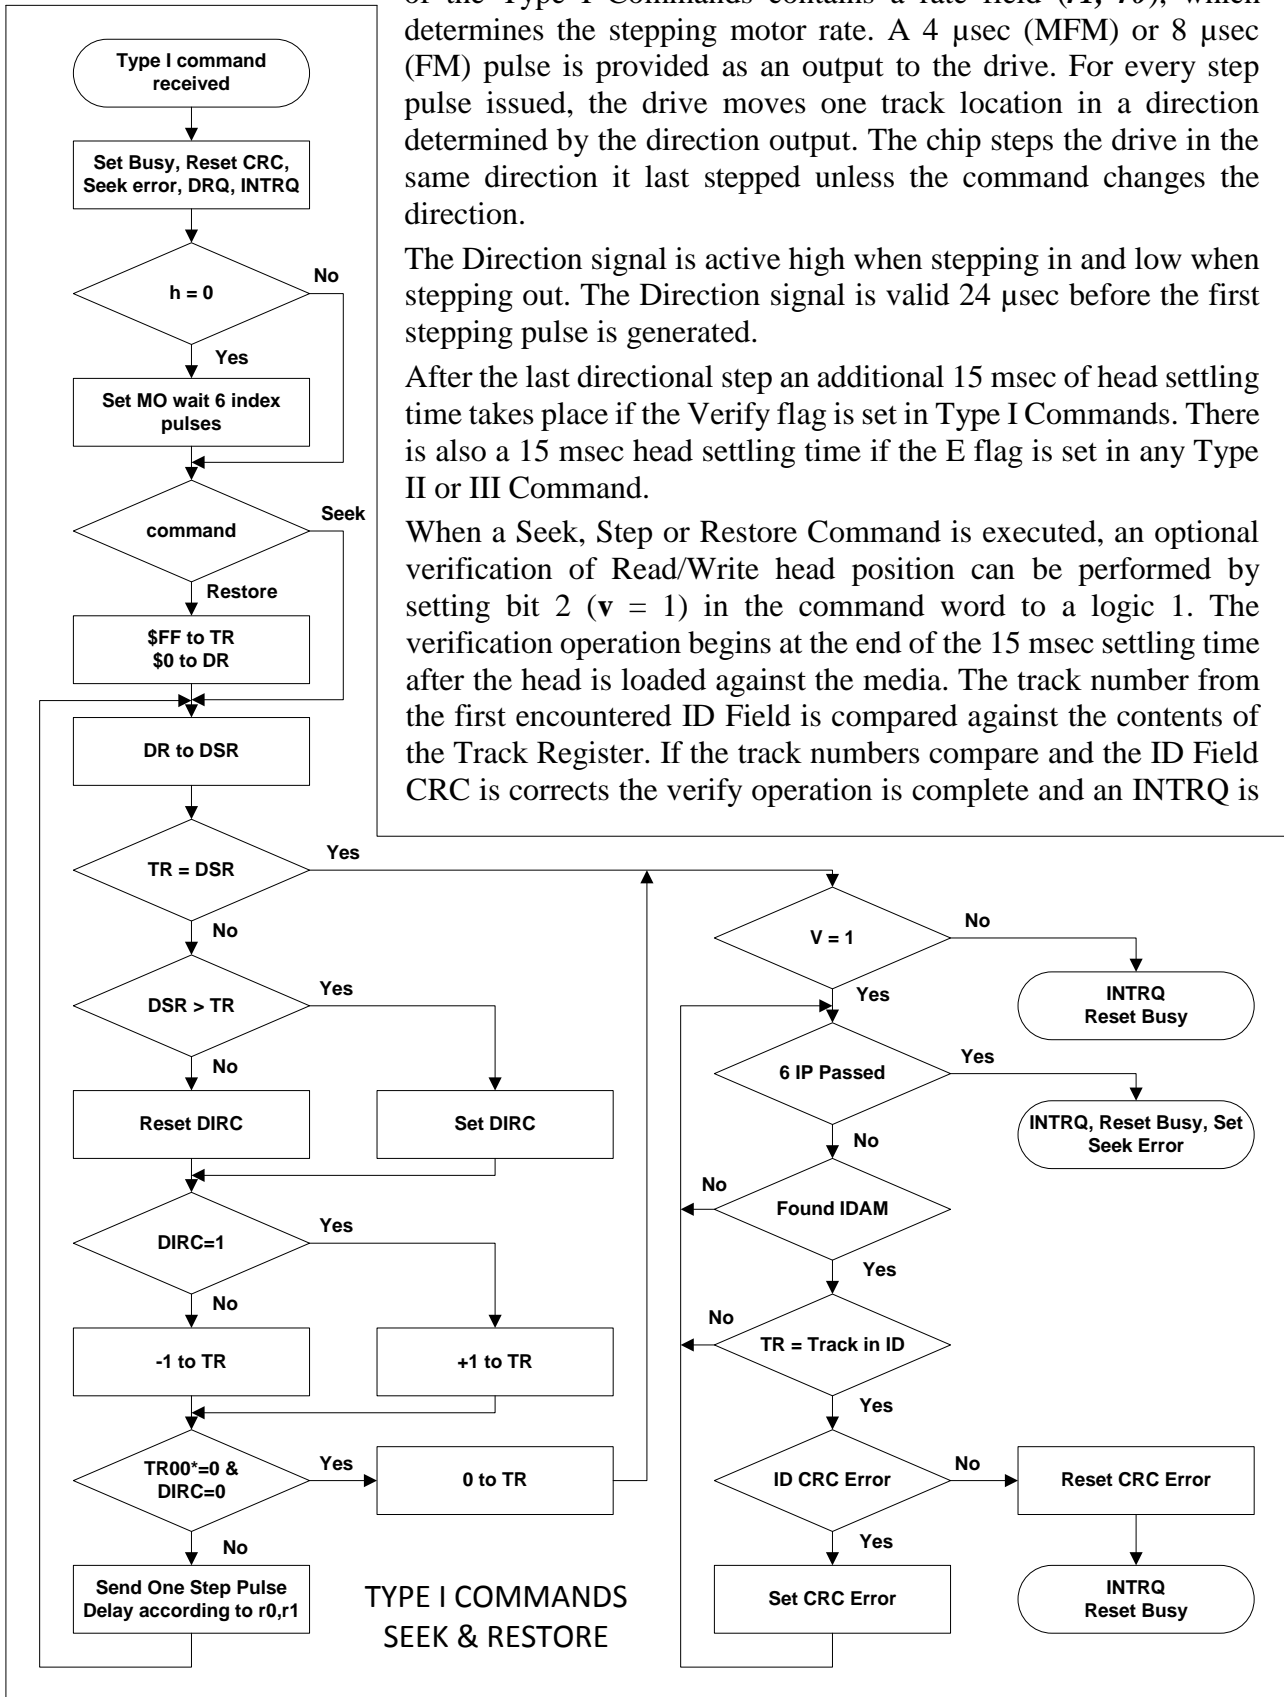 of the Type I Commands contains a rate field (r1, r0), which
determines the stepping motor rate. A 4 µsec (MFM) or 8 µsec
(FM) pulse is provided as an output to the drive. For every step
pulse issued, the drive moves one track location in a direction
determined by the direction output. The chip steps the drive in the
same direction it last stepped unless the command changes the
direction.
The Direction signal is active high when stepping in and low when
stepping out. The Direction signal is valid 24 µsec before the first
stepping pulse is generated.
After the last directional step an additional 15 msec of head settling
time takes place if the Verify flag is set in Type I Commands. There
is also a 15 msec head settling time if the E flag is set in any Type
II or III Command.
When a Seek, Step or Restore Command is executed, an optional
verification of Read/Write head position can be performed by
setting bit 2 (v = 1) in the command word to a logic 1. The
verification operation begins at the end of the 15 msec settling time
after the head is loaded against the media. The track number from
the first encountered ID Field is compared against the contents of
the Track Register. If the track numbers compare and the ID Field
CRC is corrects the verify operation is complete and an INTRQ is
Type I command
received
Set Busy, Reset CRC,
Seek error, DRQ, INTRQ
h = 0
No
Yes
Set MO wait 6 index
pulses
command
Seek
Restore
$FF to TR
$0 to DR
DR to DSR
TR = DSR
Yes
No
DSR > TR
Yes
No
Reset DIRC
Set DIRC
DIRC=1
Yes
No
-1 to TR
+1 to TR
TR00*=0 &
DIRC=0
Yes
0 to TR
No
Send One Step Pulse
Delay according to r0,r1
V = 1
No
INTRQ
Reset Busy
Yes
6 IP Passed
Yes
INTRQ, Reset Busy, Set
Seek Error
No
Found IDAM
No
Yes
TR = Track in ID
No
Yes
ID CRC Error
No
Reset CRC Error
Yes
Set CRC Error
INTRQ
Reset Busy
TYPE I COMMANDS
SEEK & RESTORE